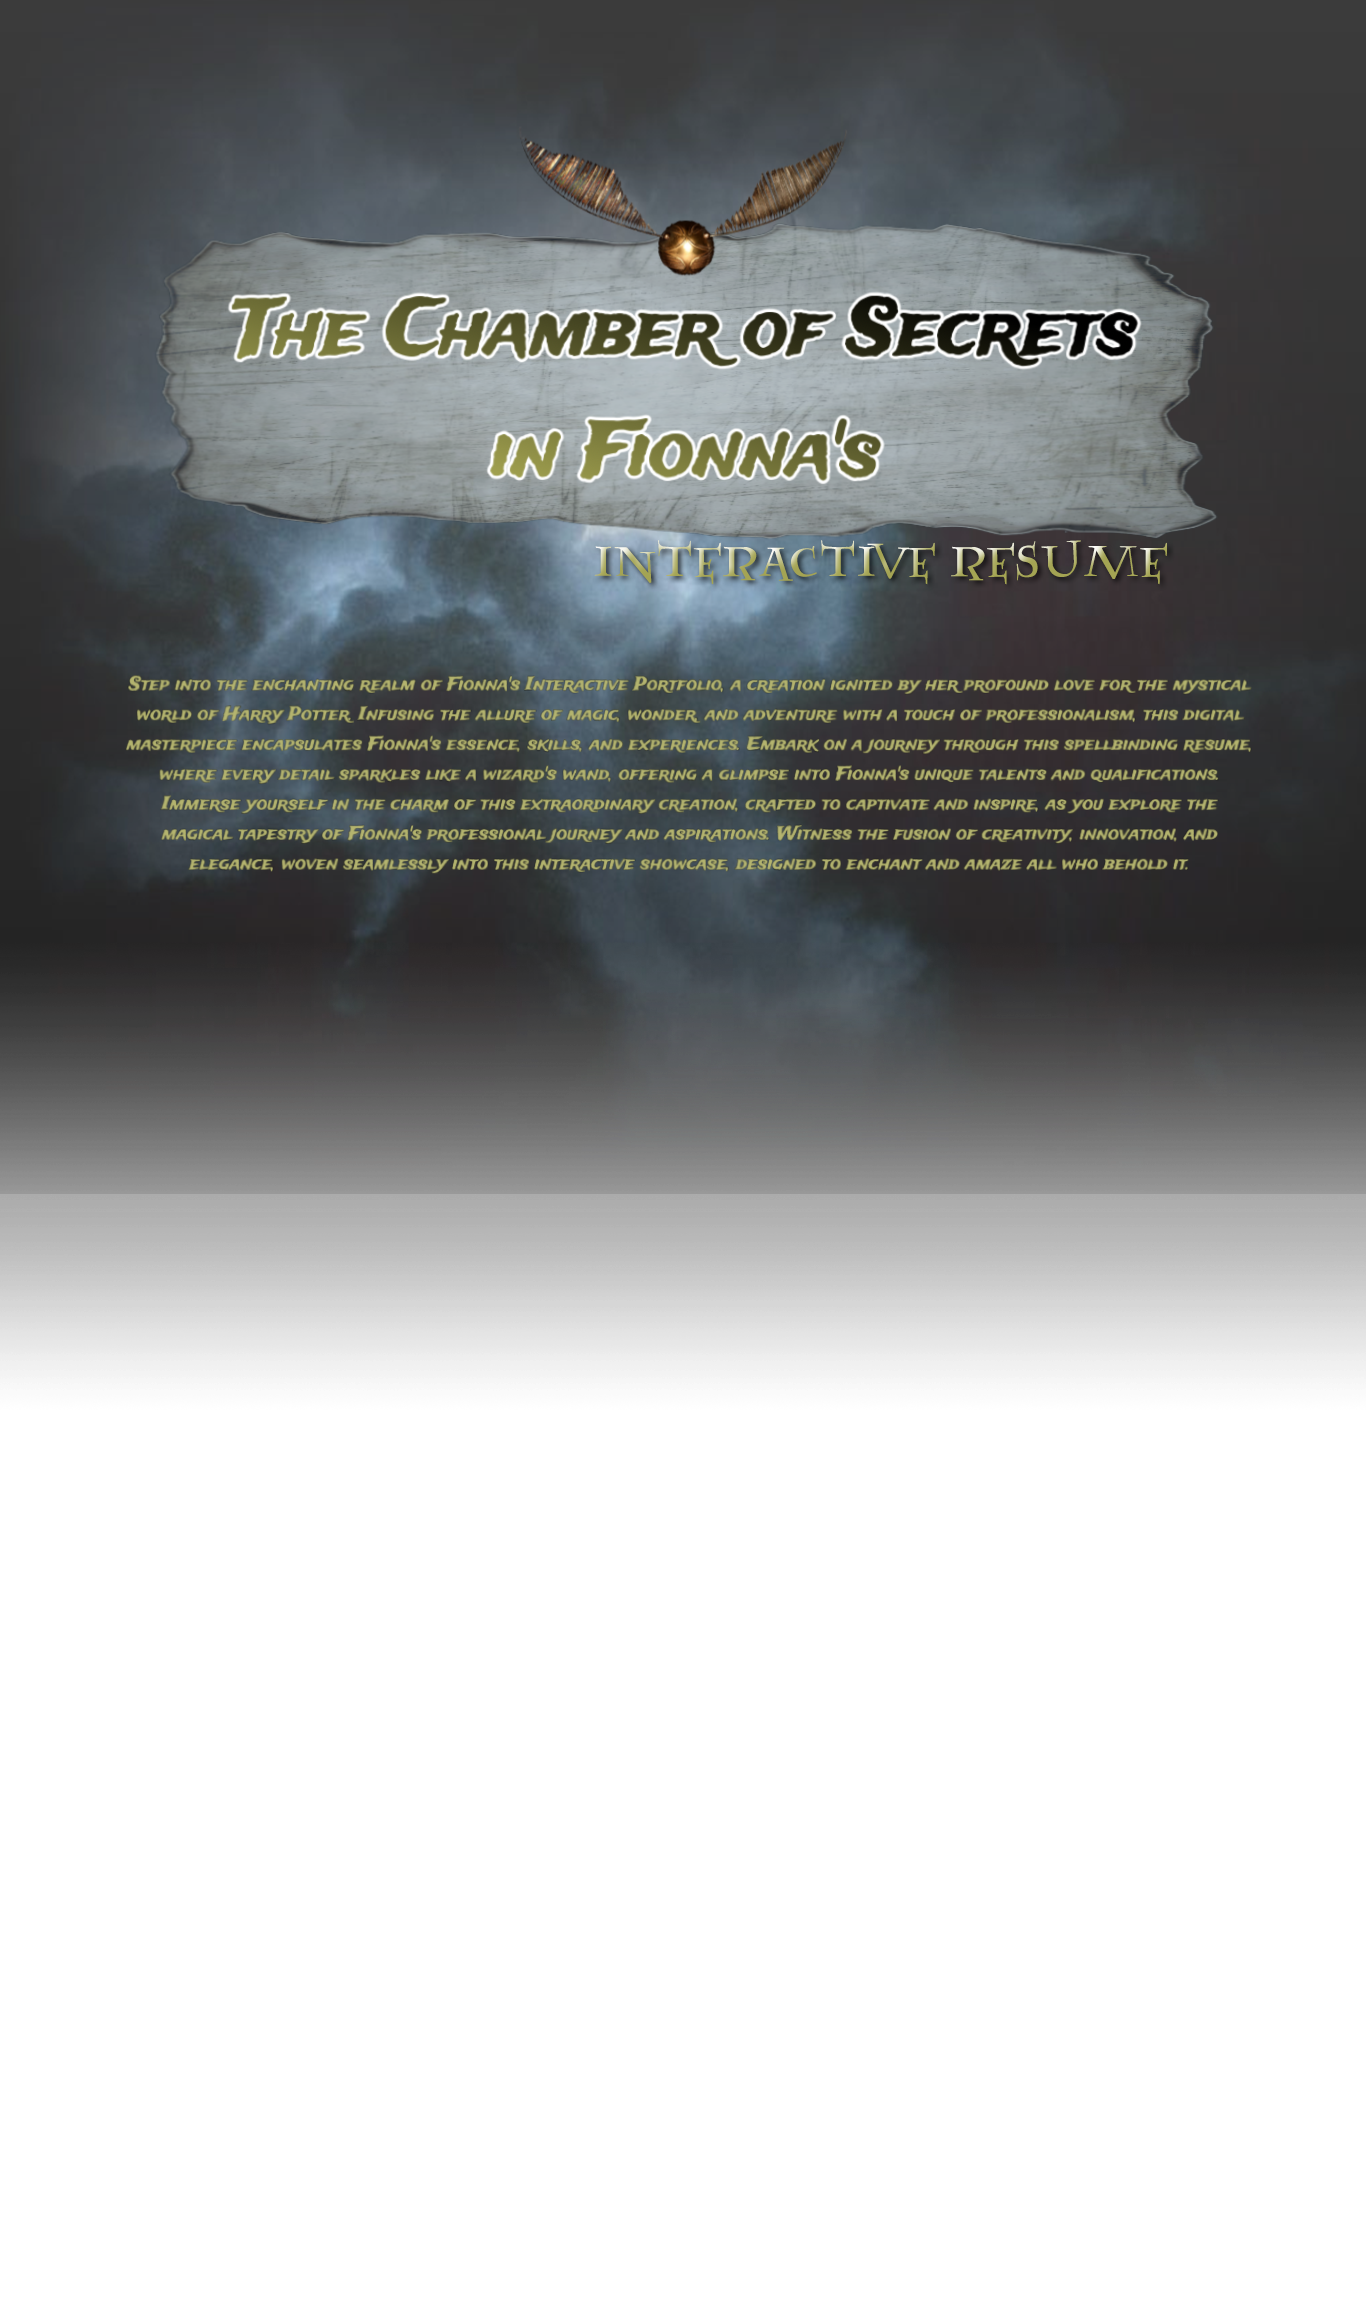 The Chamber of Secrets
in Fionna's
INTERACTIVE RESUME
Step into the enchanting realm of Fionna's Interactive Portfolio, a creation ignited by her profound love for the mystical
world of Harry Potter. Infusing the allure of magic, wonder, and adventure with a touch of professionalism, this digital
masterpiece encapsulates Fionna's essence, skills, and experiences. Embark on a journey through this spellbinding resume,
where every detail sparkles like a wizard's wand, offering a glimpse into Fionna's unique talents and qualifications.
Immerse yourself in the charm of this extraordinary creation, crafted to captivate and inspire, as you explore the
magical tapestry of Fionna's professional journey and aspirations. Witness the fusion of creativity, innovation, and
elegance, woven seamlessly into this interactive showcase, designed to enchant and amaze all who behold it.